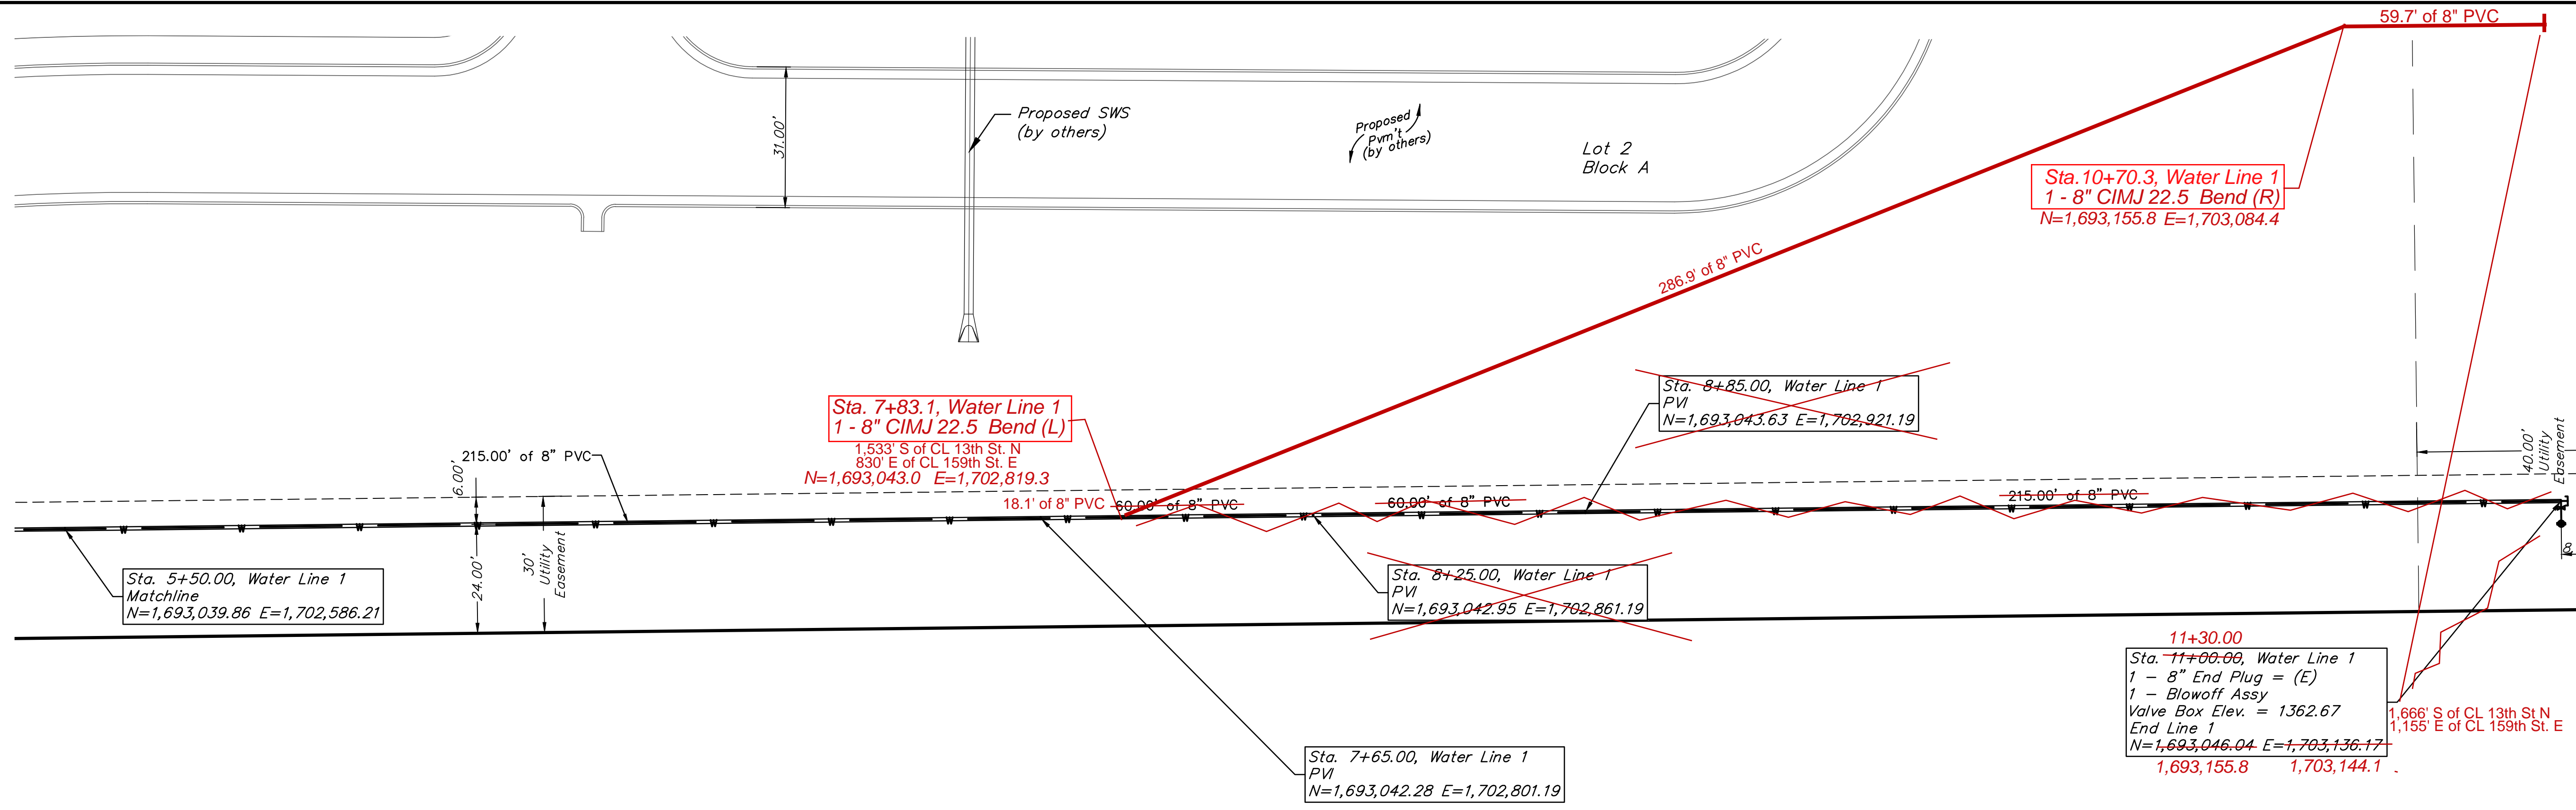 59.7' of 8" PVC
31.00'
Proposed SWS
(by others)
Proposed
Pvm't
(by others)
Lot 2
Block A
Sta.10+70.3, Water Line 1
1 - 8" CIMJ 22.5 Bend (R)
N=1,693,155.8 E=1,703,084.4
286.9' of 8" PVC
Sta. 7+83.1, Water Line 1
1 - 8" CIMJ 22.5 Bend (L)
1,533' S of CL 13th St. N
830' E of CL 159th St. E
N=1,693,043.0 E=1,702,819.3
Sta. 8+85.00, Water Line 1
PVI
N=1,693,043.63 E=1,702,921.19
6.00'
215.00' of 8" PVC
40.00'
Utility
Easement
18.1' of 8" PVC
60.00' of 8" PVC
60.00' of 8" PVC
215.00' of 8" PVC
W W W W W W W W W W W W W W W W W W W W W
8
24.00'
30'
Utility
Easement
Sta. 5+50.00, Water Line 1
Matchline
N=1,693,039.86 E=1,702,586.21
Sta. 8+25.00, Water Line 1
PVI
N=1,693,042.95 E=1,702,861.19
11+30.00
Sta. 11+00.00, Water Line 1
1 - 8" End Plug = (E)
1 - Blowoff Assy
Valve Box Elev. = 1362.67
End Line 1
N=1,693,046.04 E=1,703,136.17
1,693,155.8 1,703,144.1
1,666' S of CL 13th St N
1,155' E of CL 159th St. E
Sta. 7+65.00, Water Line 1
PVI
N=1,693,042.28 E=1,702,801.19